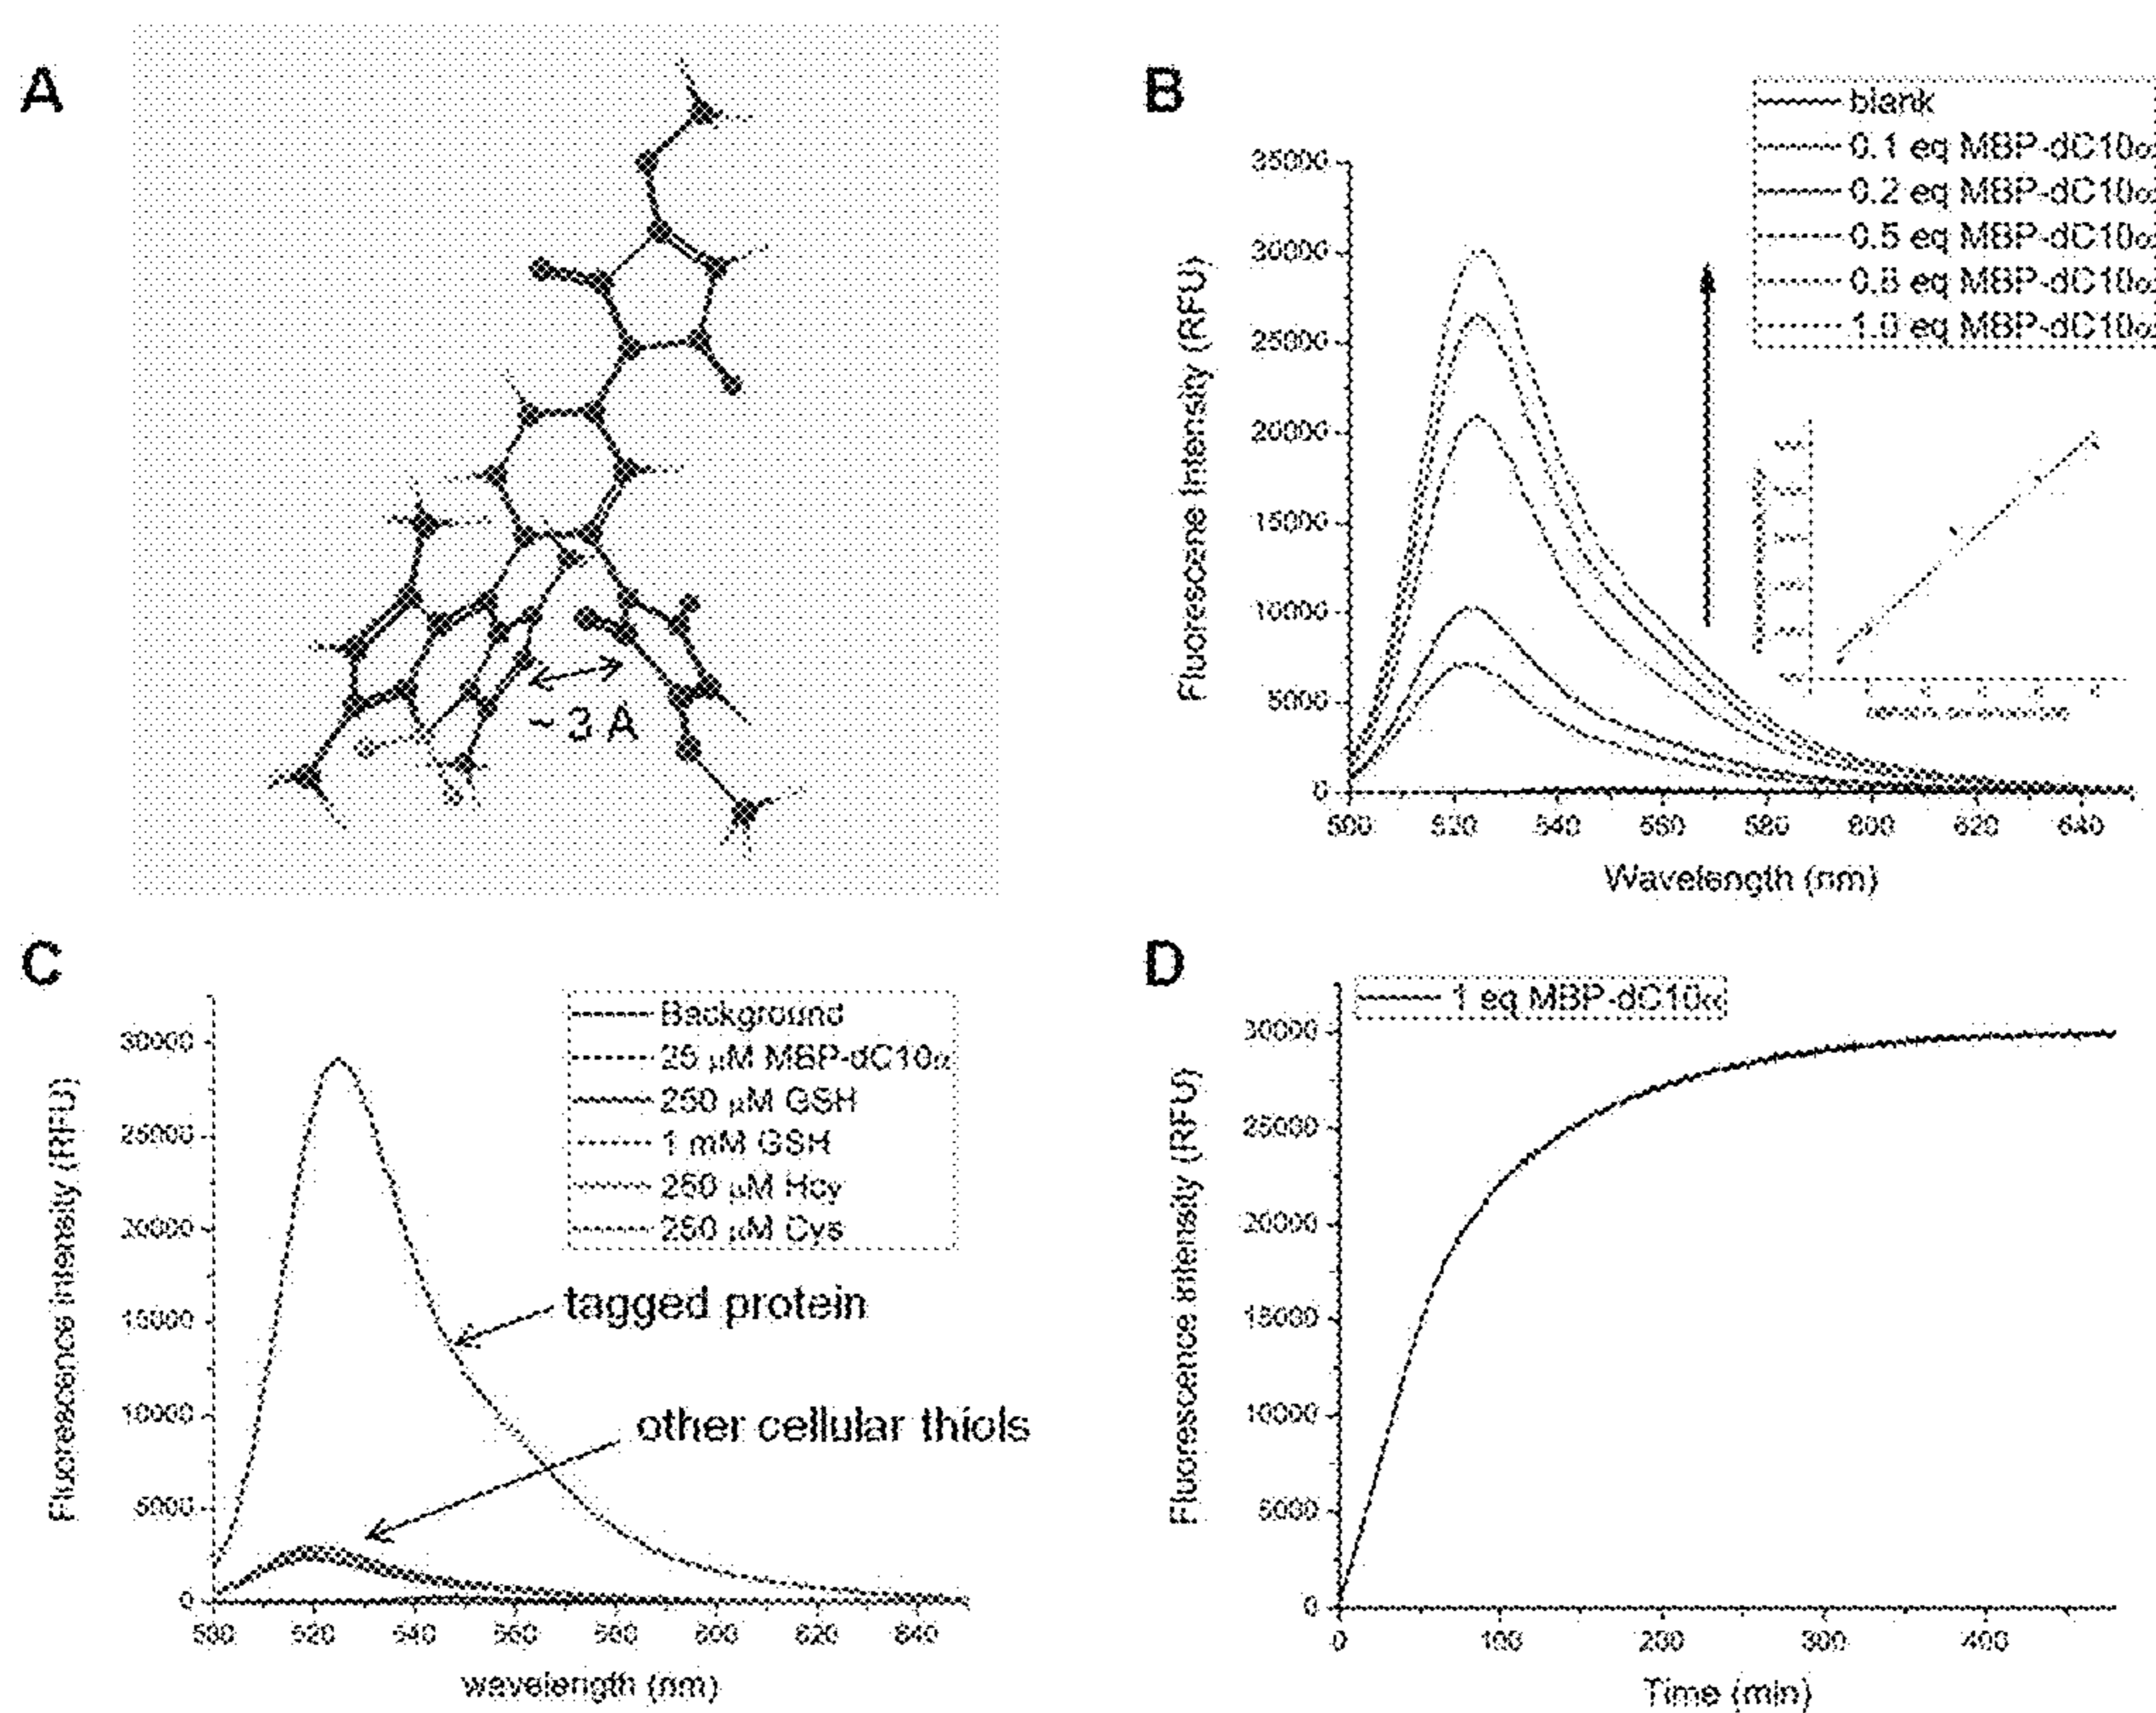 A
~3 Å
B
blank
0.1 eq MBP-dC10α
0.2 eq MBP-dC10α
0.5 eq MBP-dC10α
0.8 eq MBP-dC10α
1.0 eq MBP-dC10α
Fluorescene Intensity (RFU)
35000
30000
25000
20000
15000
10000
5000
0
500 520 540 560 580 600 620 640
Wavelength (nm)
C
Background
25 μM MBP-dC10α
250 μM GSH
1 mM GSH
250 μM Hcy
250 μM Cys
tagged protein
other cellular thiols
Fluorescence Intensity (RFU)
30000
25000
20000
15000
10000
5000
0
500 520 540 560 580 600 620 640
wavelength (nm)
D
1 eq MBP-dC10α
Fluorescence Intensity (RFU)
30000
25000
20000
15000
10000
5000
0
0 100 200 300 400
Time (min)